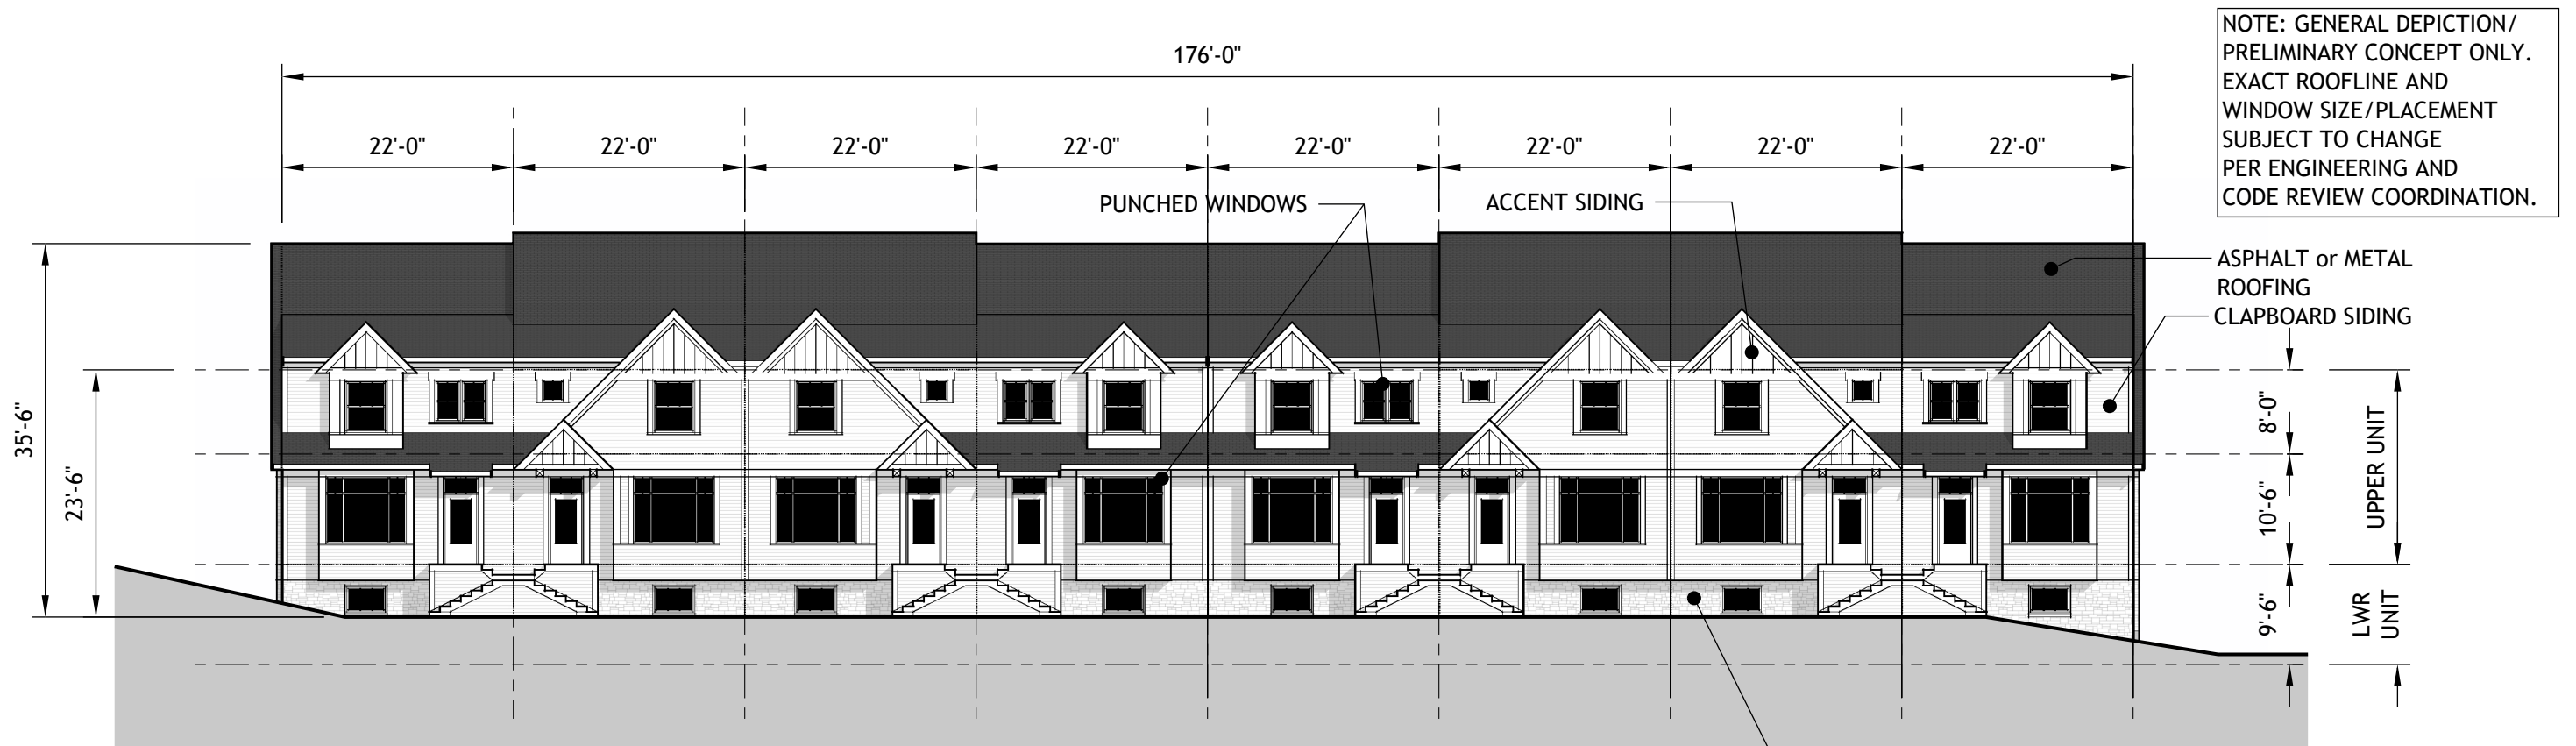 NOTE: GENERAL DEPICTION/
PRELIMINARY CONCEPT ONLY.
EXACT ROOFLINE AND
WINDOW SIZE/PLACEMENT
SUBJECT TO CHANGE
PER ENGINEERING AND
CODE REVIEW COORDINATION.
176'-0"
22'-0"
22'-0"
22'-0"
22'-0"
22'-0"
22'-0"
22'-0"
22'-0"
PUNCHED WINDOWS
ACCENT SIDING
ASPHALT or METAL
ROOFING
CLAPBOARD SIDING
35'-6"
23'-6"
8'-0"
10'-6"
9'-6"
UPPER UNIT
LWR
UNIT